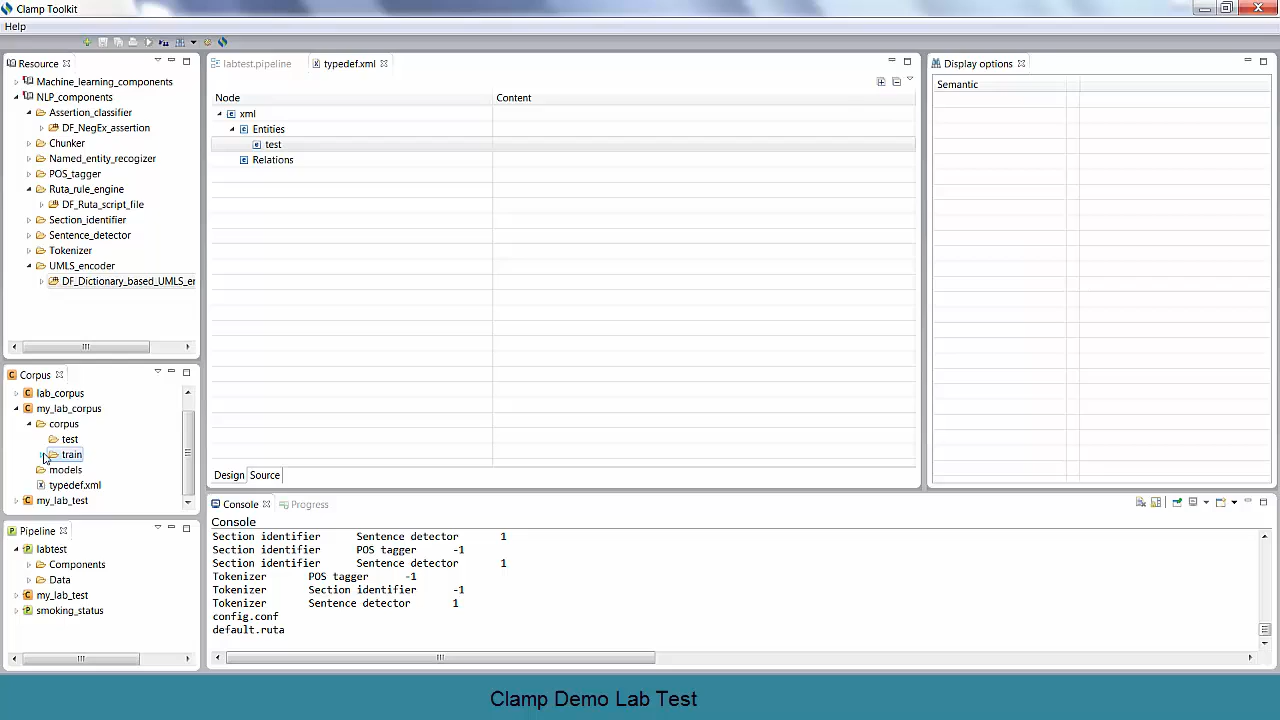 Clamp Toolkit
Help
Resource
Machine_learning_components
NLP_components
Assertion_classifier
DF_NegEx_assertion
Chunker
Named_entity_recogizer
POS_tagger
Ruta_rule_engine
DF_Ruta_script_file
Section_identifier
Sentence_detector
Tokenizer
UMLS_encoder
DF_Dictionary_based_UMLS_er
Corpus
lab_corpus
my_lab_corpus
corpus
test
train
models
typedef.xml
my_lab_test
Pipeline
labtest
Components
Data
my_lab_test
smoking_status
labtest.pipeline typedef.xml
Node Content
xml
Entities
test
Relations
Design Source
Display options
Semantic
Console Progress
Console
Section identifier Sentence detector 1
Section identifier POS tagger -1
Section identifier Sentence detector 1
Tokenizer POS tagger -1
Tokenizer Section identifier -1
Tokenizer Sentence detector 1
config.conf
default.ruta
Clamp Demo Lab Test